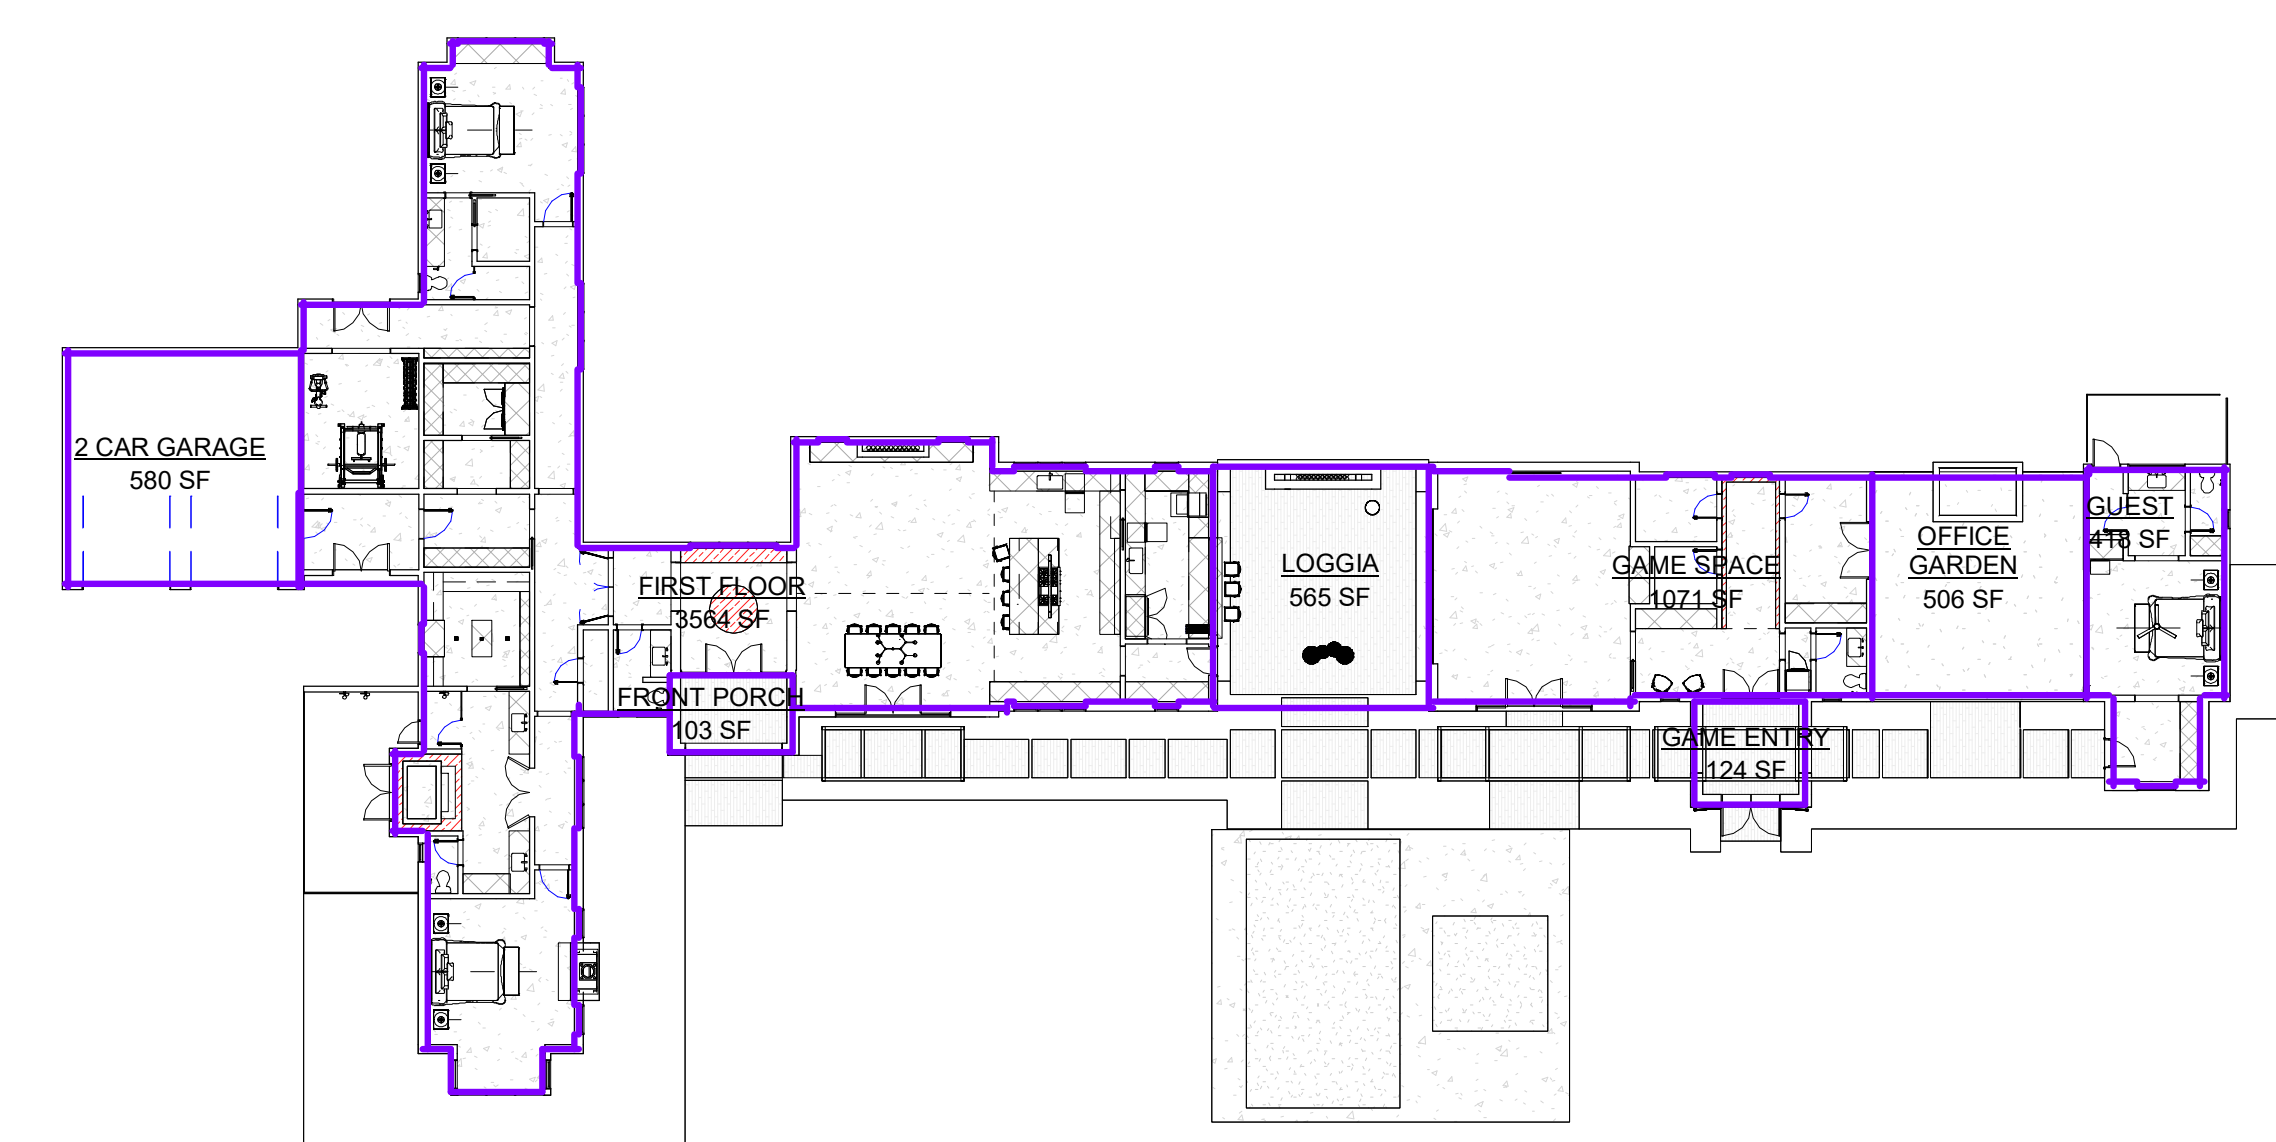 2 CAR GARAGE
580 SF
FIRST FLOOR
3564 SF
FRONT PORCH
103 SF
LOGGIA
565 SF
GAME SPACE
1071 SF
GAME ENTRY
124 SF
OFFICE
GARDEN
506 SF
GUEST
418 SF